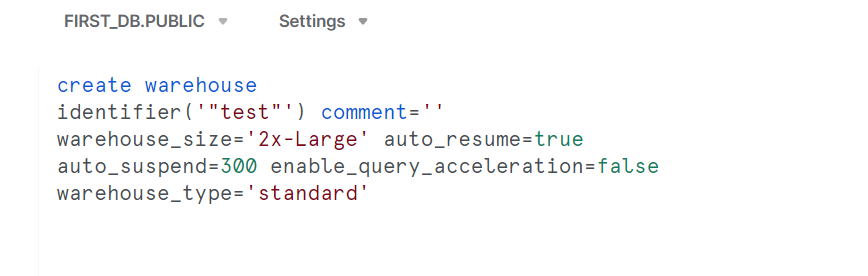 FIRST_DB.PUBLIC Settings
create warehouse
identifier('"test"') comment=''
warehouse_size='2x-Large' auto_resume=true
auto_suspend=300 enable_query_acceleration=false
warehouse_type='standard'